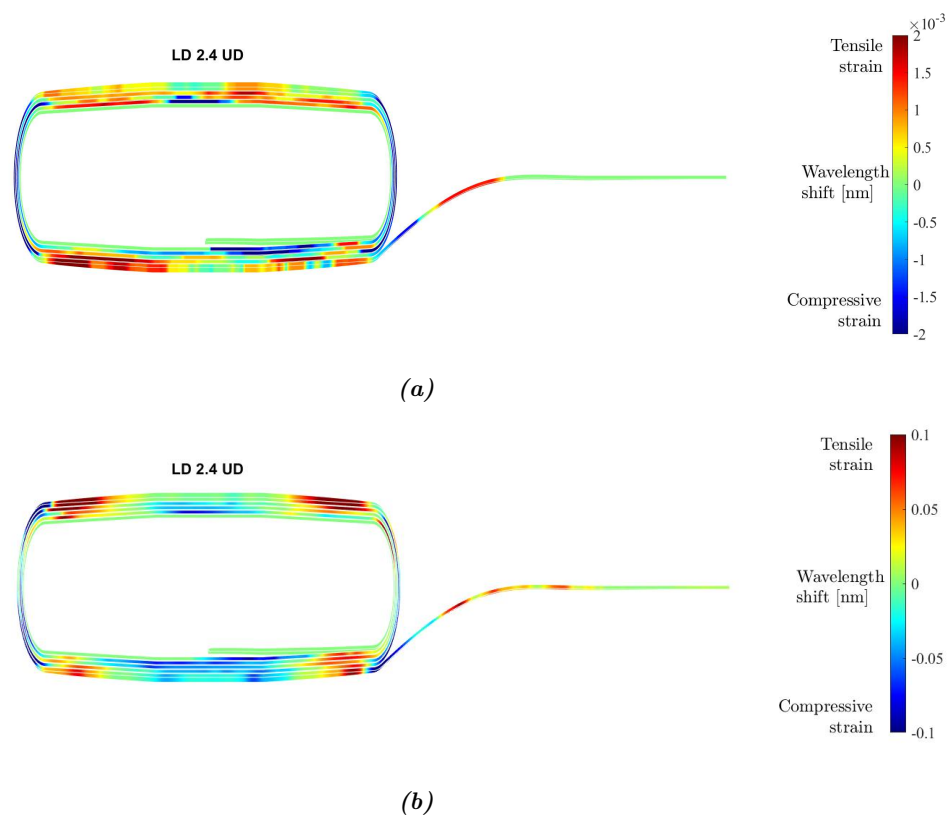 ×10⁻³
LD 2.4 UD
Tensile
strain
2
1.5
1
0.5
Wavelength
shift [nm]
0
-0.5
-1
Compressive
strain
-1.5
-2
(a)
LD 2.4 UD
Tensile
strain
0.1
0.05
Wavelength
shift [nm]
0
-0.05
Compressive
strain
-0.1
(b)